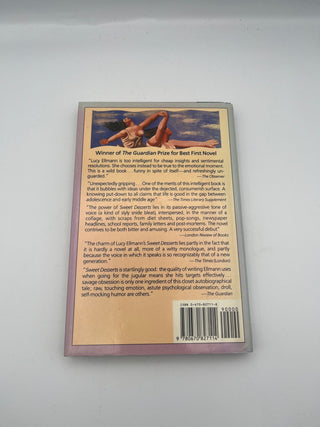 Winner of The Guardian Prize for Best First Novel
"Lucy Ellmann is too intelligent for cheap insights and sentimental
resolutions. She chooses instead to be true to the emotional moment.
This is a wild book ... funny in spite of itself—and refreshingly un-
guarded." —The Observer
"Unexpectedly gripping ... One of the merits of this intelligent book is
that it bubbles with ideas under the dejected, consumerish surface. A
knowing put-down to all claims that life is good in the gap between
adolescence and early middle age" —The Times Literary Supplement
"The power of Sweet Desserts lies in its passive-aggressive tone of
voice (a kind of slyly snide bleat), interspersed, in the manner of a
collage, with scraps from diet sheets, pop-songs, newspaper
headlines, school reports, family letters and post-mortems. The novel
continues to be both bitter and amusing. A very successful debut"
—London Review of Books
"The charm of Lucy Ellmann's Sweet Desserts lies partly in the fact that
it is hardly a novel at all, more of a witty monologue, and partly
because the voice in which it speaks is so recognizably that of a new
generation." —The Times (London)
"Sweet Desserts is startlingly good: the quality of writing Ellmann uses
when going for the jugular means she hits targets effectively ...
savage obsession is only one ingredient of this closet autobiographical
tale; raw, touching emotion, astute psychological observation, droll,
self-mocking humor are others." —The Guardian
ISBN 0-670-82711-8
90000
9 780670 827114